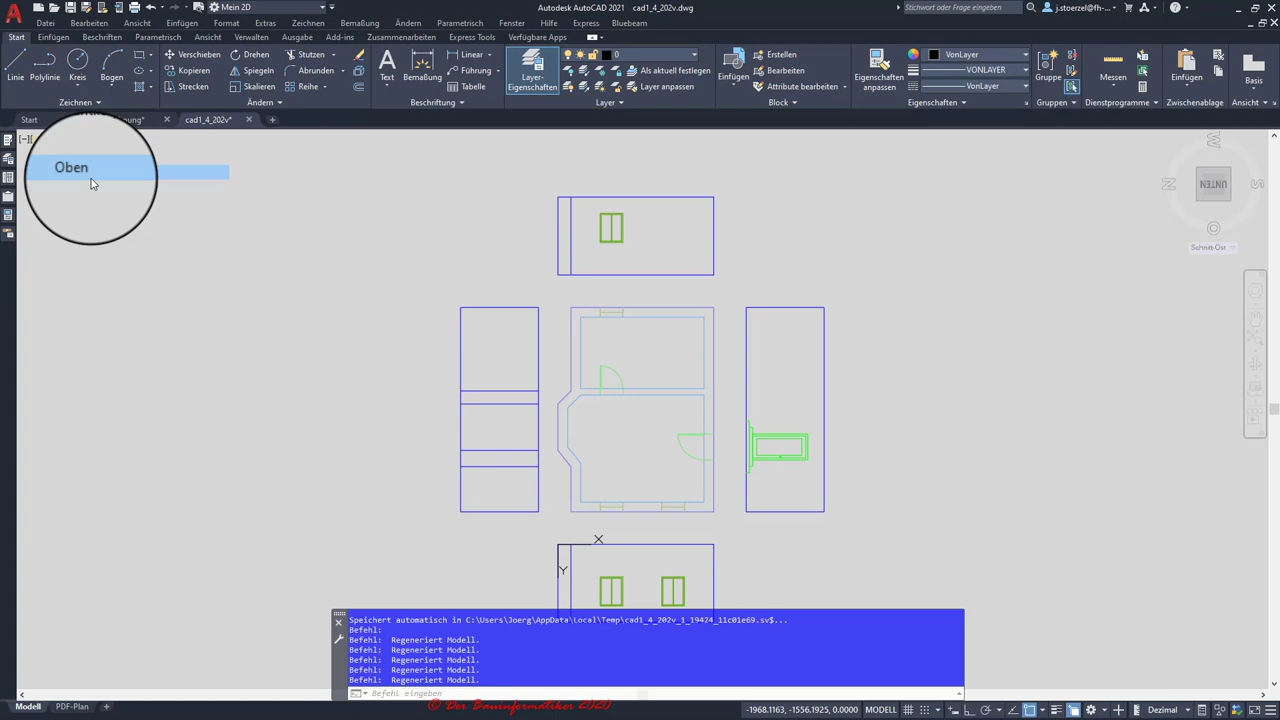 Mein 2D
Autodesk AutoCAD 2021 cad1_4_202v.dwg
Stichwort oder Frage eingeben
j.stoerzel@fh-...
Datei Bearbeiten Ansicht Einfügen Format Extras Zeichnen Bemaßung Ändern Parametrisch Fenster Hilfe Express Bluebeam
Start Einfügen Beschriften Parametrisch Ansicht Verwalten Ausgabe Add-ins Express Tools Verfügbare Apps
Linie Polylinie Kreis Bogen
Verschieben Drehen Stutzen
Kopieren Spiegeln Abrunden
Strecken Skalieren Reihe
Text Bemaßung
Linear
Führung
Tabelle
Layer-
Eigenschaften
0
Als aktuell festlegen
Layer anpassen
Einfügen
Erstellen
Bearbeiten
Attribute bearbeiten
Eigenschaften
anpassen
VonLayer
VONLAYER
VonLayer
Gruppe
Messen
Einfügen
Basis
Zeichnen Ändern Beschriftung Layer Block Eigenschaften Gruppen Dienstprogramme Zwischenablage Ansicht
Start cad1_4_202v*
[−][
Oben
W
N UNTEN S
O
Schnitt-Ost
X
Y
Speichert automatisch in C:\Users\Joerg\AppData\Local\Temp\cad1_4_202v_1_19424_11c01e69.sv$...
Befehl:
Befehl: Regeneriert Modell.
Befehl: Regeneriert Modell.
Befehl: Regeneriert Modell.
Befehl: Regeneriert Modell.
Befehl: Regeneriert Modell.
Befehl eingeben
© Der Bauinformatiker 2020
Modell PDF-Plan
-1968.1163, -1556.1925, 0.0000 MODELL
Dezimal